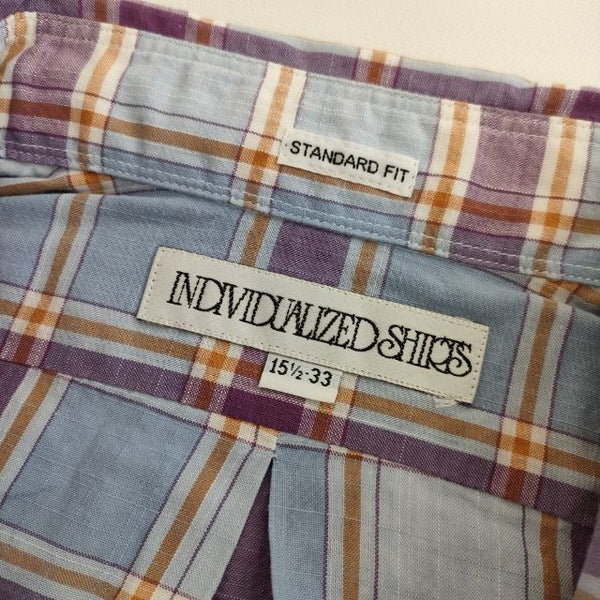 STANDARD FIT
INDIVIDUALIZED SHIRTS
15½-33